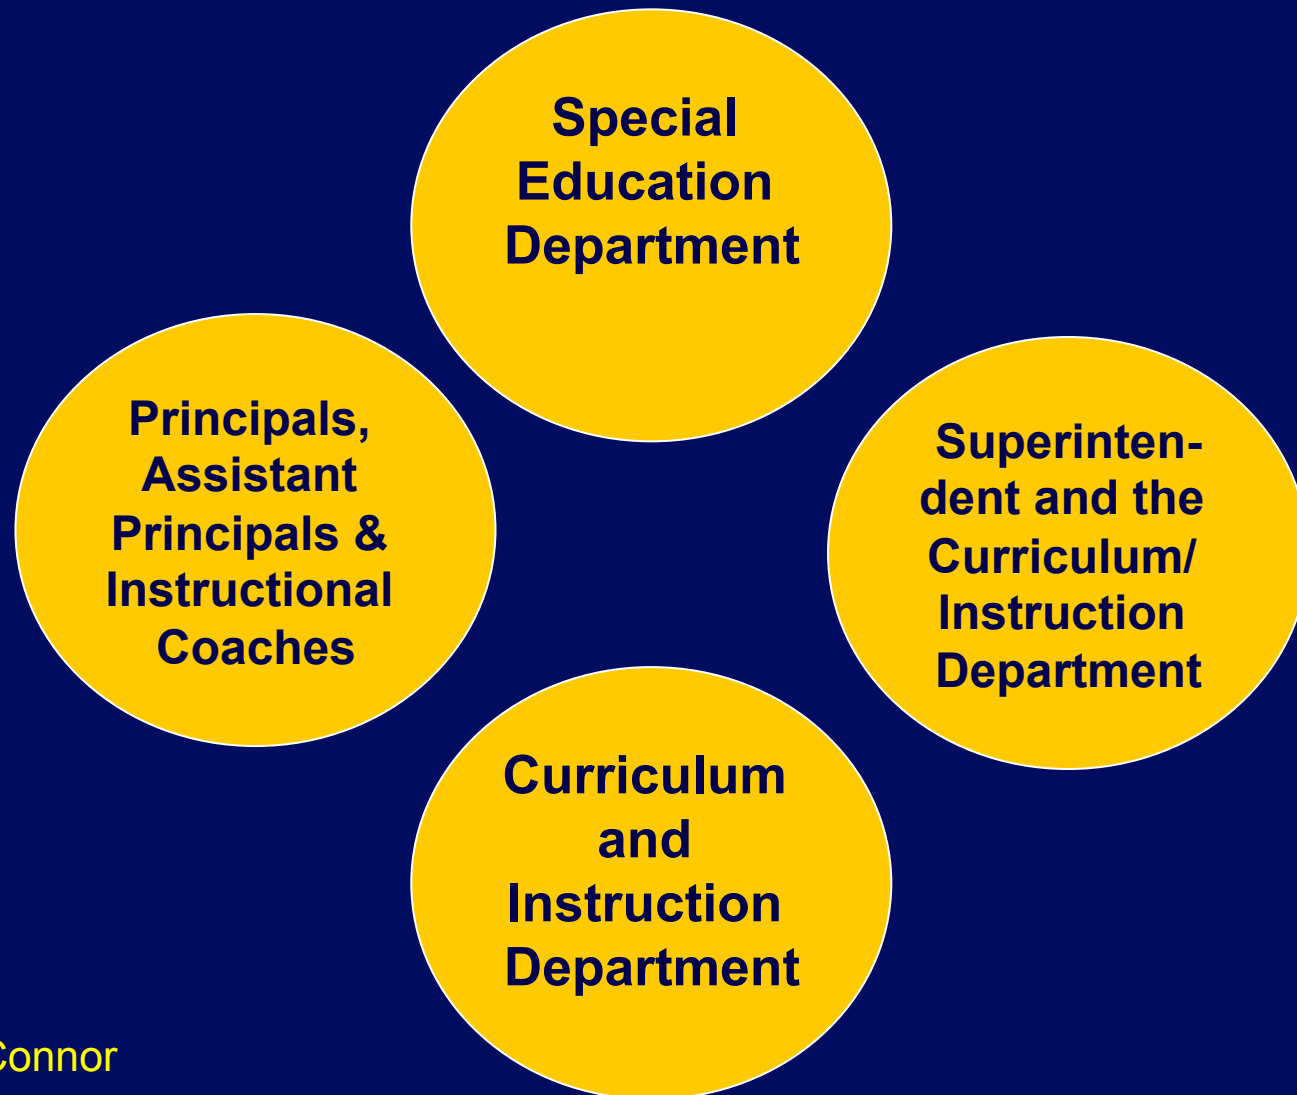 Special
Education
Department
Principals,
Assistant
Principals &
Instructional
Coaches
Superinten-
dent and the
Curriculum/
Instruction
Department
Curriculum
and
Instruction
Department
Connor